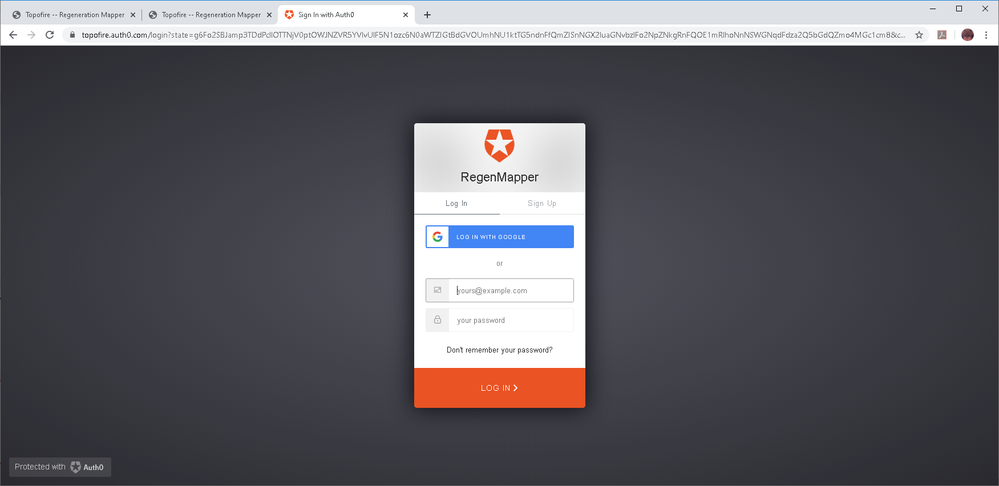 Topofire -- Regeneration Mapper
Topofire -- Regeneration Mapper
Sign In with Auth0
topofire.auth0.com/login?state=
RegenMapper
Log In
Sign Up
LOG IN WITH GOOGLE
or
yours@example.com
your password
Don't remember your password?
LOG IN
Protected with Auth0